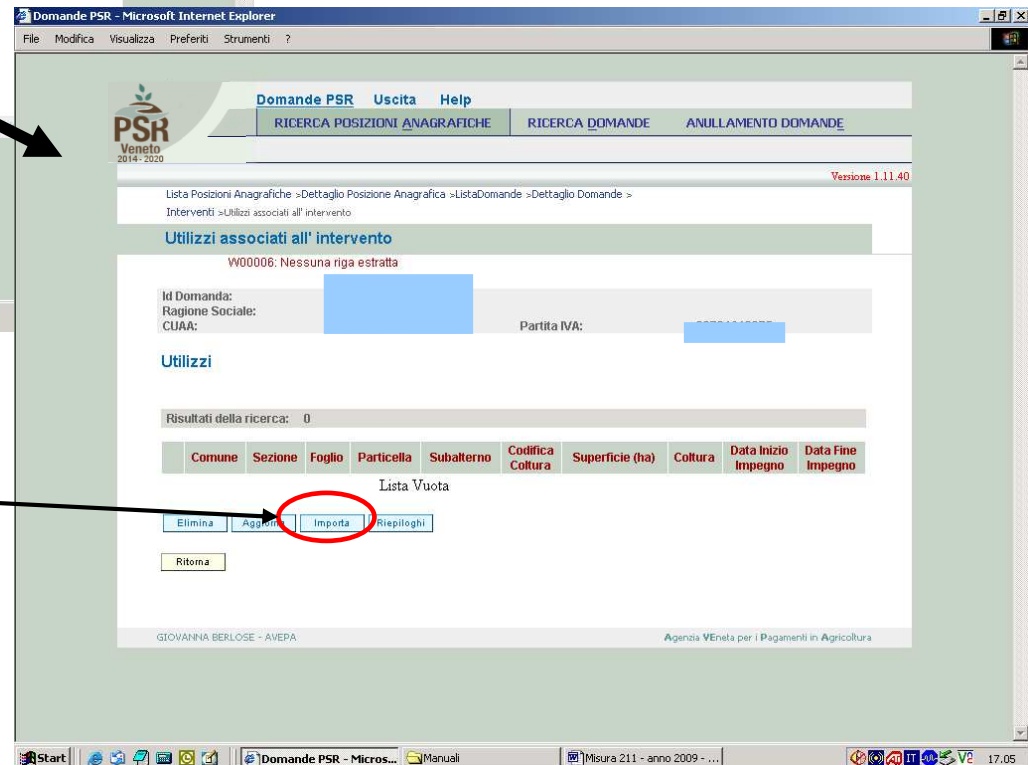 Domande PSR - Microsoft Internet Explorer
File Modifica Visualizza Preferiti Strumenti ?
PSR
Veneto
2014 - 2020
Domande PSR Uscita Help
RICERCA POSIZIONI ANAGRAFICHE RICERCA DOMANDE ANULLAMENTO DOMANDE
Versione 1.11.40
Lista Posizioni Anagrafiche >Dettaglio Posizione Anagrafica >ListaDomande >Dettaglio Domande >
Interventi >Utilizzi associati all' intervento
Utilizzi associati all' intervento
W00006: Nessuna riga estratta
Id Domanda:
Ragione Sociale:
CUAA: Partita IVA:
Utilizzi
Risultati della ricerca: 0
Comune Sezione Foglio Particella Subalterno Codifica Coltura Superficie (ha) Coltura Data Inizio Impegno Data Fine Impegno
Lista Vuota
Elimina Aggiorna Importa Riepiloghi
Ritorna
GIOVANNA BERLOSE - AVEPA Agenzia VEneta per i Pagamenti in Agricoltura
Start Domande PSR - Micros... Manuali Misura 211 - anno 2009 - ... IT 17.05